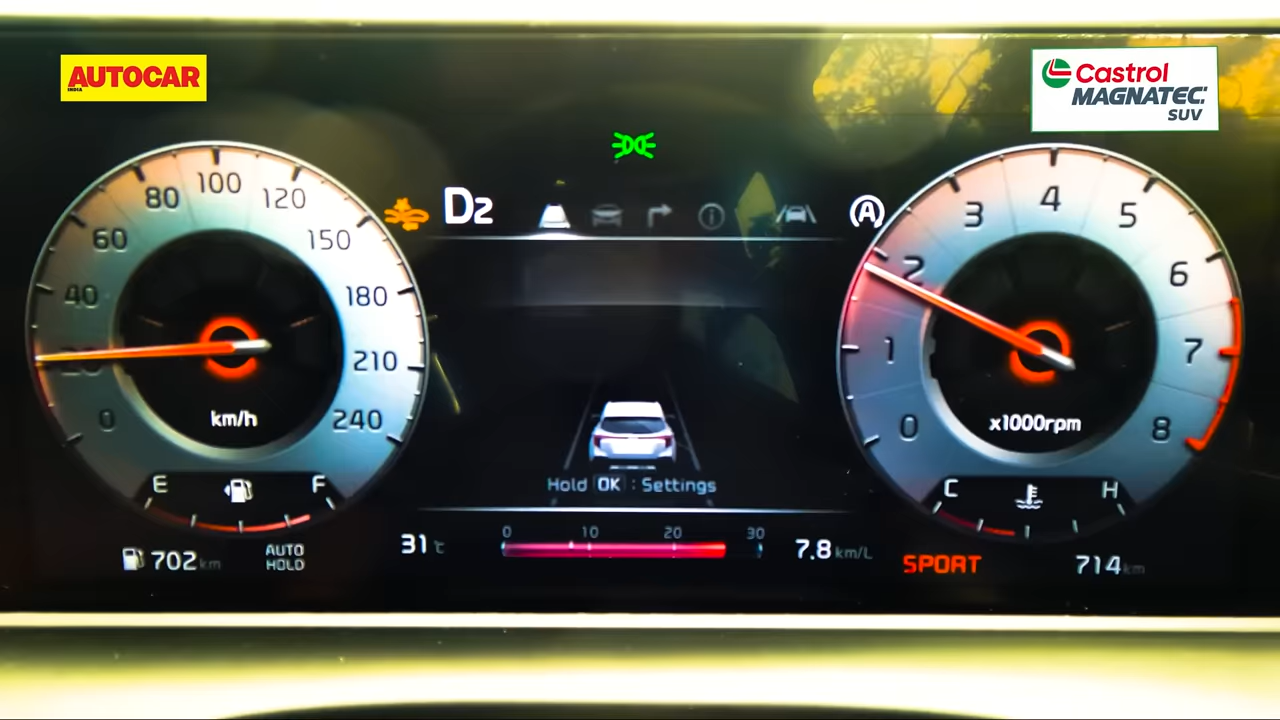 AUTOCAR
INDIA
Castrol
MAGNATEC
SUV
D2
A
0
20
40
60
80
100
120
150
180
210
240
km/h
E
F
702 km
AUTO
HOLD
Hold OK : Settings
31 °C
0 10 20 30
7.8 km/L
0
1
2
3
4
5
6
7
8
x1000rpm
C
H
SPORT
714 km